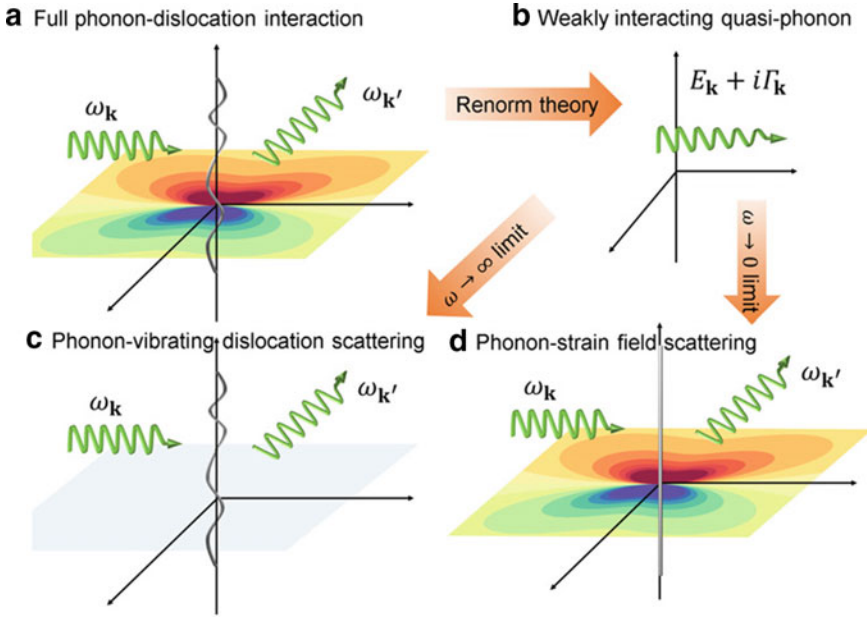 a Full phonon-dislocation interaction
b Weakly interacting quasi-phonon
ω𝐤
ω𝐤′
Renorm theory
E𝐤 + iΓ𝐤
ω → ∞ limit
ω → 0 limit
c Phonon-vibrating dislocation scattering
d Phonon-strain field scattering
ω𝐤
ω𝐤′
ω𝐤
ω𝐤′